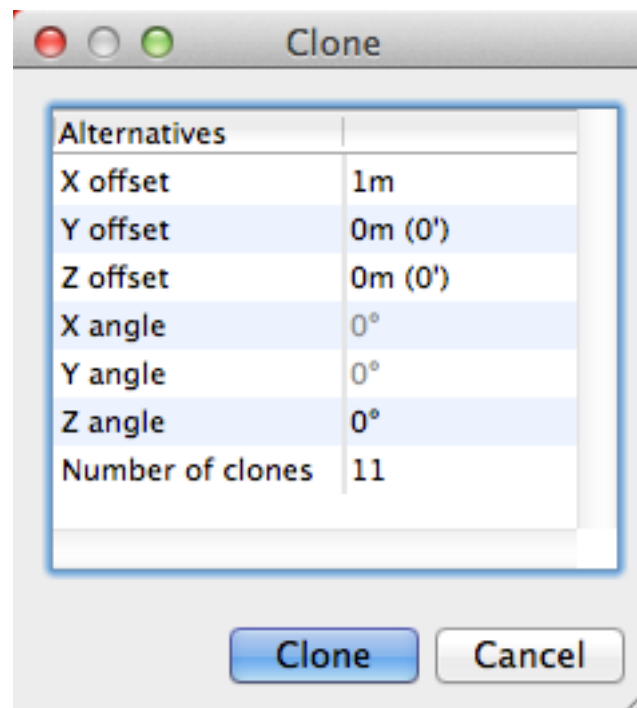 Clone
Alternatives
X offset 1m
Y offset 0m (0')
Z offset 0m (0')
X angle 0°
Y angle 0°
Z angle 0°
Number of clones 11
Clone Cancel